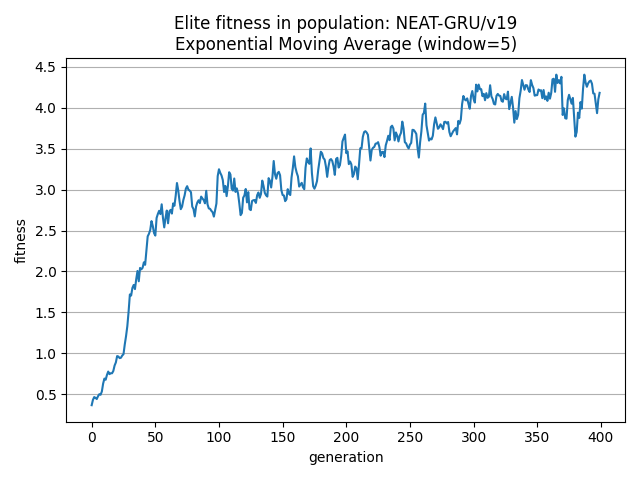 Elite fitness in population: NEAT-GRU/v19
Exponential Moving Average (window=5)
4.5
4.0
3.5
3.0
2.5
2.0
1.5
1.0
0.5
fitness
0 50 100 150 200 250 300 350 400
generation